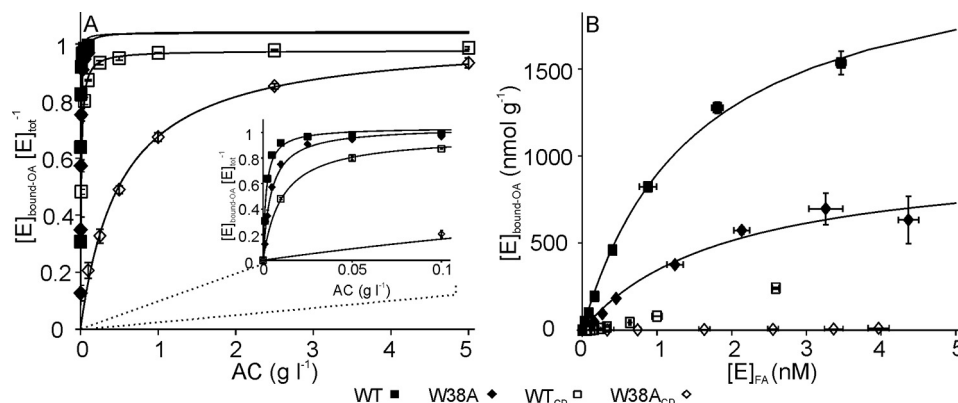 A
[E]bound-OA [E]tot-1
1
0.8
0.6
0.4
0.2
0
0 1 2 3 4 5
AC (g l-1)
[E]bound-OA [E]tot-1
1
0.8
0.6
0.4
0.2
0
0 0.05 0.1
AC (g l-1)
B
[E]bound-OA (nmol g-1)
1500
1000
500
0
0 1 2 3 4 5
[E]FA (nM)
WT W38A WTCD W38ACD